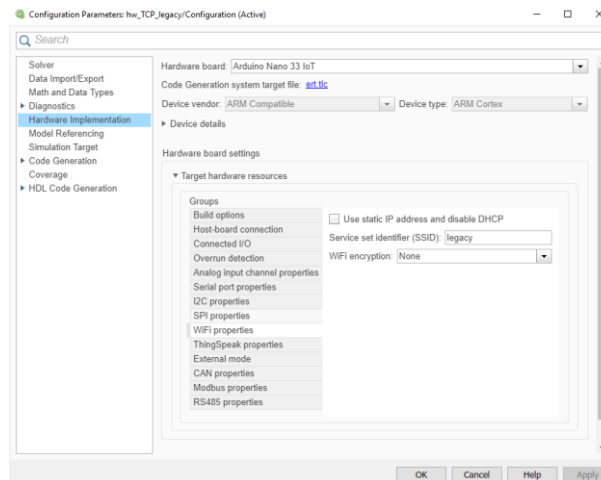 Configuration Parameters: hw_TCP_legacy/Configuration (Active)
Search
Solver
Data Import/Export
Math and Data Types
Diagnostics
Hardware Implementation
Model Referencing
Simulation Target
Code Generation
Coverage
HDL Code Generation
Hardware board: Arduino Nano 33 IoT
Code Generation system target file: ert.tlc
Device vendor: ARM Compatible Device type: ARM Cortex
Device details
Hardware board settings
Target hardware resources
Groups
Build options
Host-board connection
Connected I/O
Overrun detection
Analog input channel properties
Serial port properties
I2C properties
SPI properties
WiFi properties
ThingSpeak properties
External mode
CAN properties
Modbus properties
RS485 properties
Use static IP address and disable DHCP
Service set identifier (SSID): legacy
WiFi encryption: None
OK Cancel Help Apply